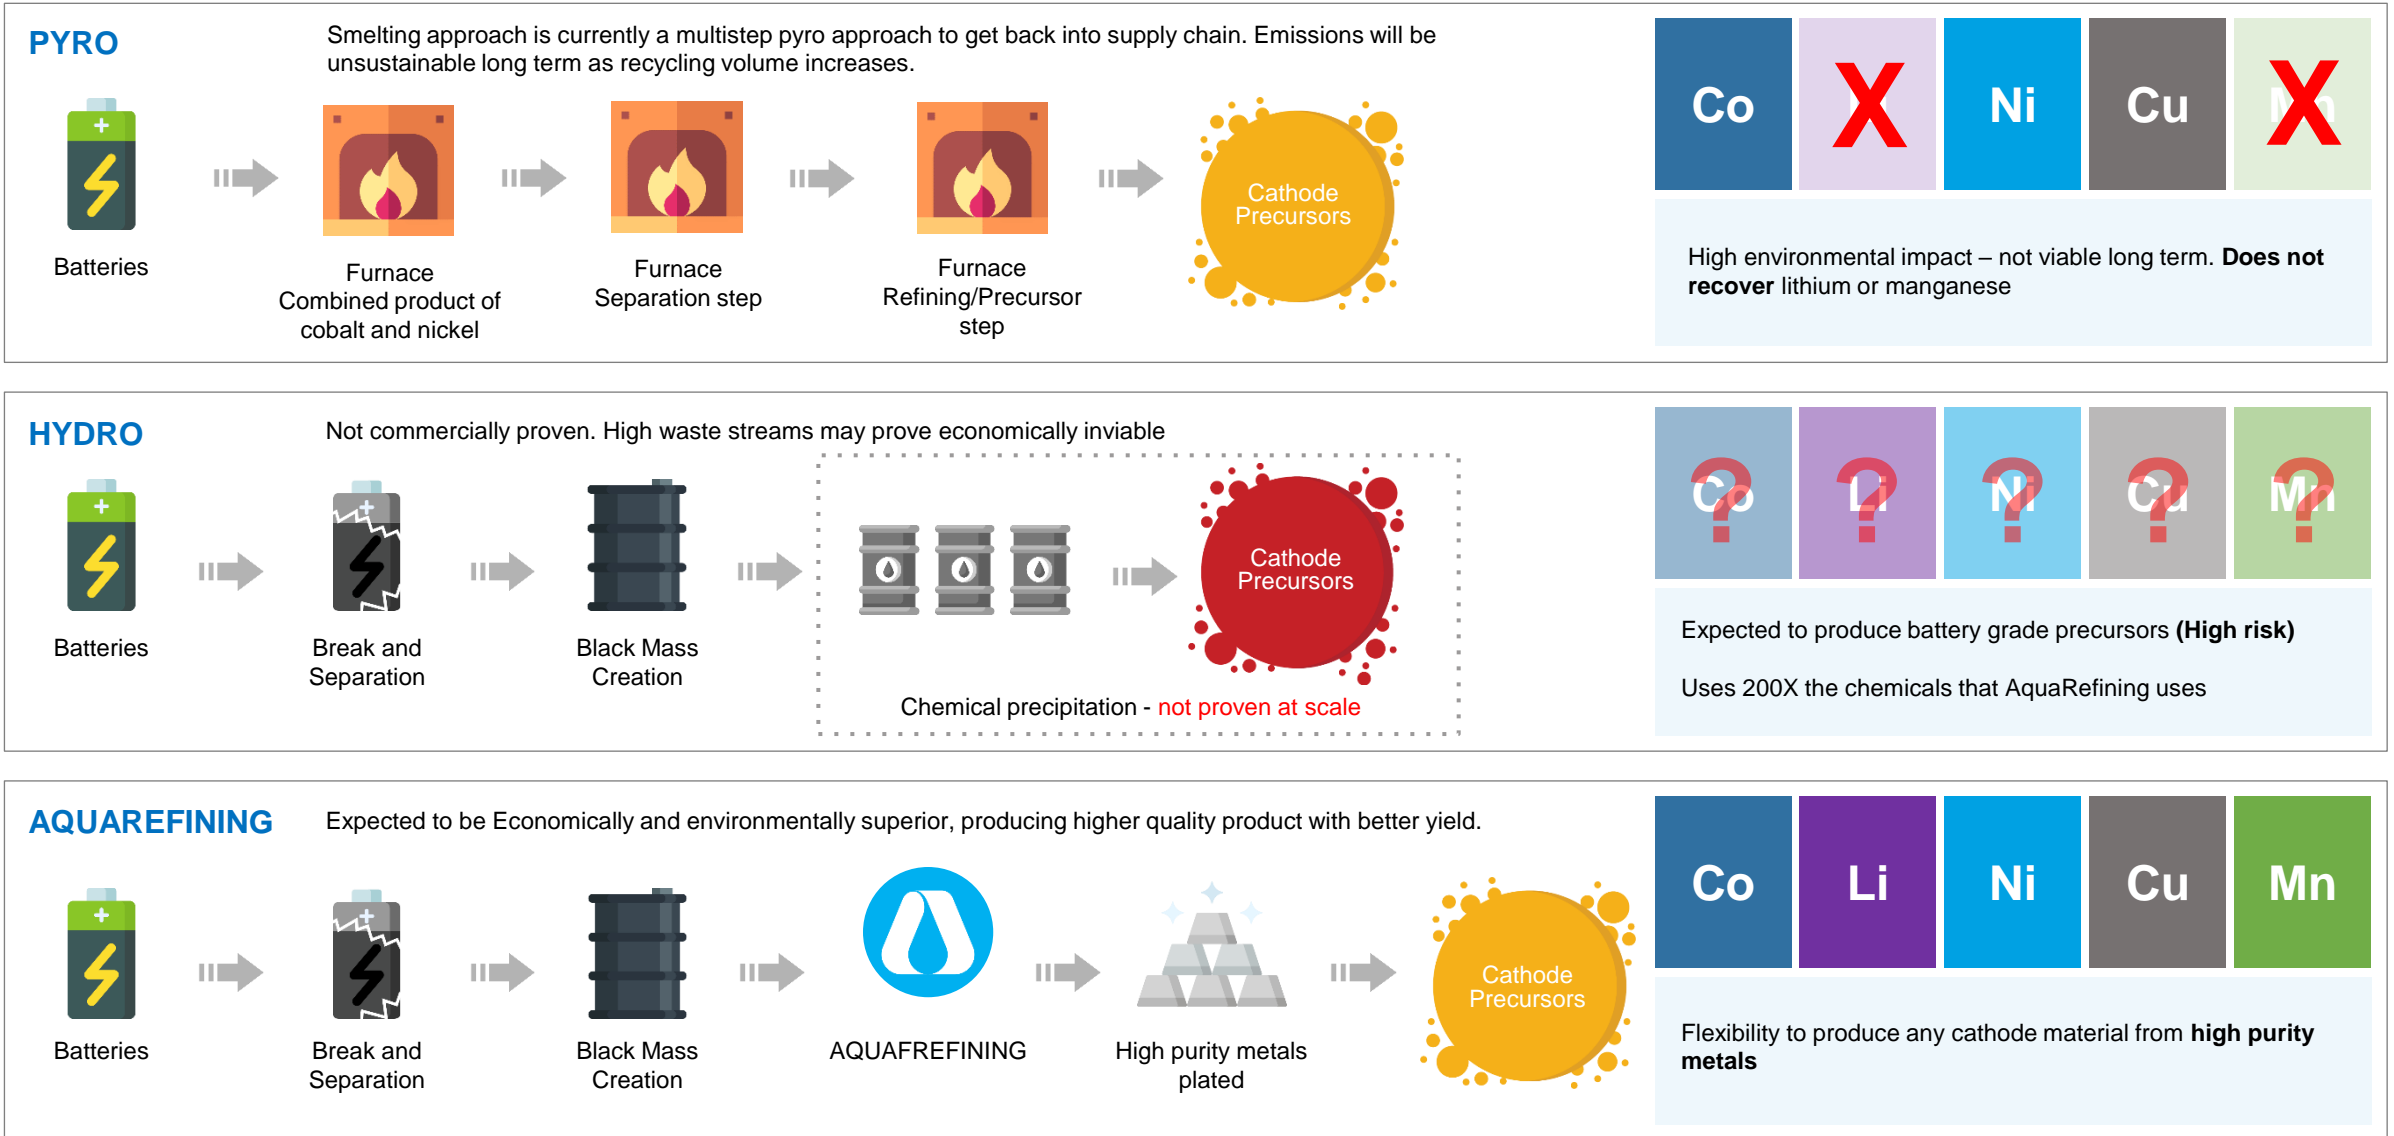 PYRO
Smelting approach is currently a multistep pyro approach to get back into supply chain. Emissions will be
unsustainable long term as recycling volume increases.
Batteries
Furnace
Combined product of
cobalt and nickel
Furnace
Separation step
Furnace
Refining/Precursor
step
Cathode
Precursors
Co
X
Ni
Cu
X
High environmental impact – not viable long term. Does not
recover lithium or manganese
HYDRO
Not commercially proven. High waste streams may prove economically inviable
Batteries
Break and
Separation
Black Mass
Creation
Cathode
Precursors
Chemical precipitation - not proven at scale
Co ?
Li ?
Ni ?
Cu ?
Mn ?
Expected to produce battery grade precursors (High risk)
Uses 200X the chemicals that AquaRefining uses
AQUAREFINING
Expected to be Economically and environmentally superior, producing higher quality product with better yield.
Batteries
Break and
Separation
Black Mass
Creation
AQUAFREFINING
High purity metals
plated
Cathode
Precursors
Co
Li
Ni
Cu
Mn
Flexibility to produce any cathode material from high purity
metals